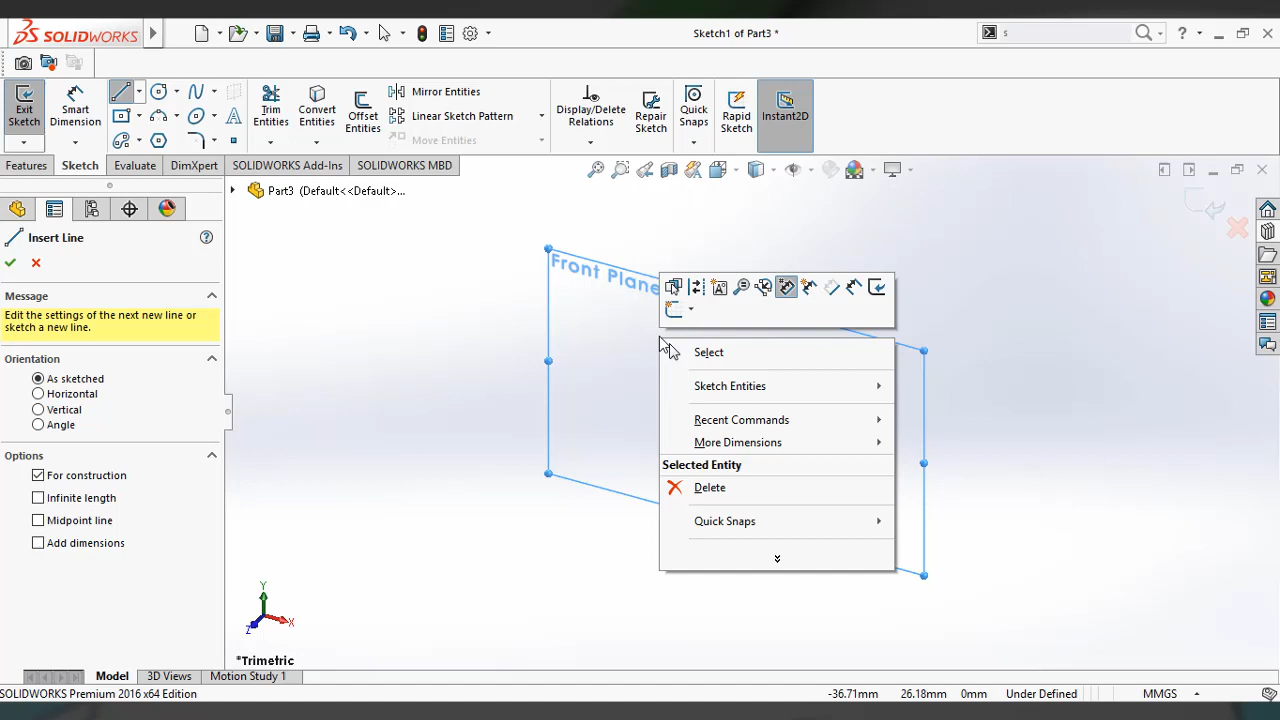 SOLIDWORKS
Sketch1 of Part3 *
s
?
Exit Sketch
Smart Dimension
Trim Entities
Convert Entities
Offset Entities
Mirror Entities
Linear Sketch Pattern
Move Entities
Display/Delete Relations
Repair Sketch
Quick Snaps
Rapid Sketch
Instant2D
Features
Sketch
Evaluate
DimXpert
SOLIDWORKS Add-Ins
SOLIDWORKS MBD
Part3 (Default<<Default>...
Insert Line
?
Message
Edit the settings of the next new line or
sketch a new line.
Orientation
As sketched
Horizontal
Vertical
Angle
Options
For construction
Infinite length
Midpoint line
Add dimensions
Front Plane
Select
Sketch Entities
Recent Commands
More Dimensions
Selected Entity
Delete
Quick Snaps
Y
X
Z
*Trimetric
Model
3D Views
Motion Study 1
SOLIDWORKS Premium 2016 x64 Edition
-36.71mm
26.18mm
0mm
Under Defined
MMGS